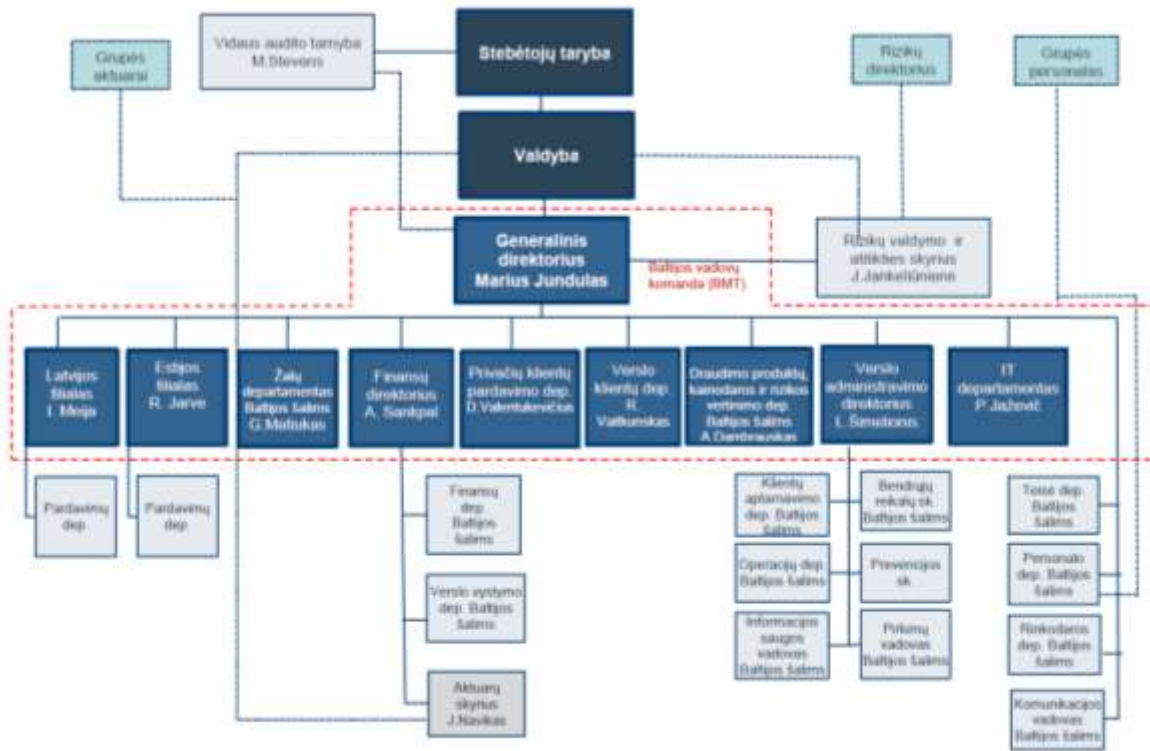 Grupės
aktuarai
Vidaus audito tarnyba
M.Stevens
Stebėtojų taryba
Rizikų
direktorius
Grupės
personalas
Valdyba
Generalinis
direktorius
Marius Jundulas
Baltijos vadovų
komanda (BMT)
Rizikų valdymo ir
atitikties skyrius
J.Jankeliūnienė
Latvijos
filialas
I. Meija
Estijos
filialas
R. Jarve
Žalų
departamentas
Baltijos šalims
G.Matiukas
Finansų
direktorius
A. Sankpal
Privačių klientų
pardavimo dep.
D.Valentukevičius
Verslo
klientų dep.
R.
Vaitkunskas
Draudimo produktų,
kainodaros ir rizikos
vertinimo dep.
Baltijos šalims
A.Dambrauskas
Verslo
administravimo
direktorius
IT
departamentas
Pardavimų
dep.
Pardavimų
dep.
Finansų
dep.
Baltijos
šalims
Verslo vystymo
dep. Baltijos
šalims
Aktuarų
skyrius
J.Navikas
Klientų
aptarnavimo
dep. Baltijos
šalims
Bendrųjų
reikalų sk.
Baltijos šalims
Operacijų dep.
Baltijos šalims
Prevencijos
sk.
Informacijos
saugos
vadovas
Baltijos šalims
Pirkimų
vadovas
Baltijos šalims
Teisė dep.
Baltijos
šalims
Personalo
dep. Baltijos
šalims
Rinkodaros
dep. Baltijos
šalims
Komunikacijos
vadovas
Baltijos šalims